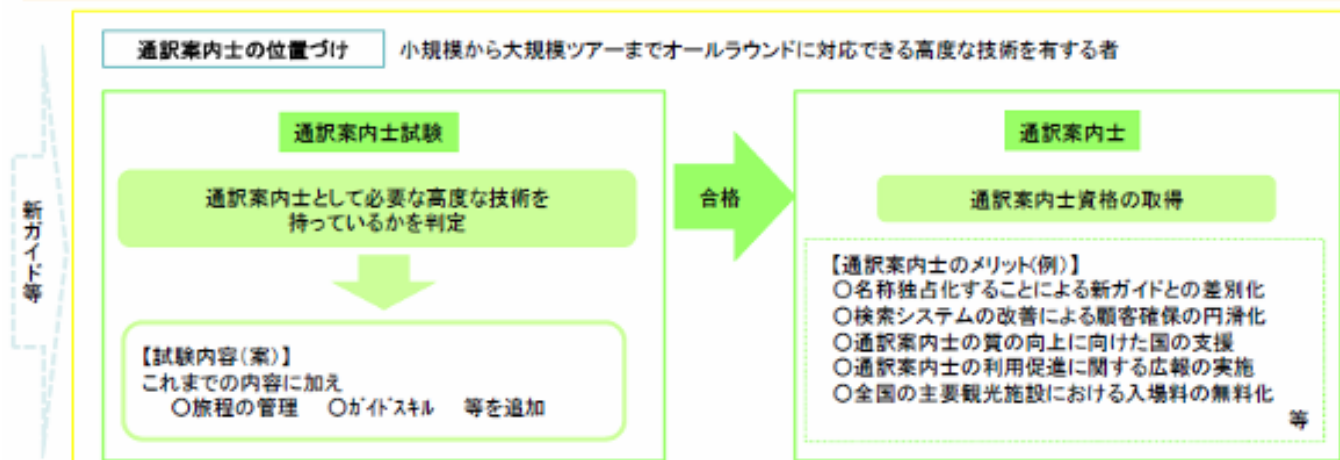 通訳案内士の位置づけ
小規模から大規模ツアーまでオールラウンドに対応できる高度な技術を有する者
新ガイド等
通訳案内士試験
通訳案内士として必要な高度な技術を
持っているかを判定
【試験内容(案)】
これまでの内容に加え
○旅程の管理 ○ガイドスキル 等を追加
合格
通訳案内士
通訳案内士資格の取得
【通訳案内士のメリット(例)】
○名称独占化することによる新ガイドとの差別化
○検索システムの改善による顧客確保の円滑化
○通訳案内士の質の向上に向けた国の支援
○通訳案内士の利用促進に関する広報の実施
○全国の主要観光施設における入場料の無料化
等